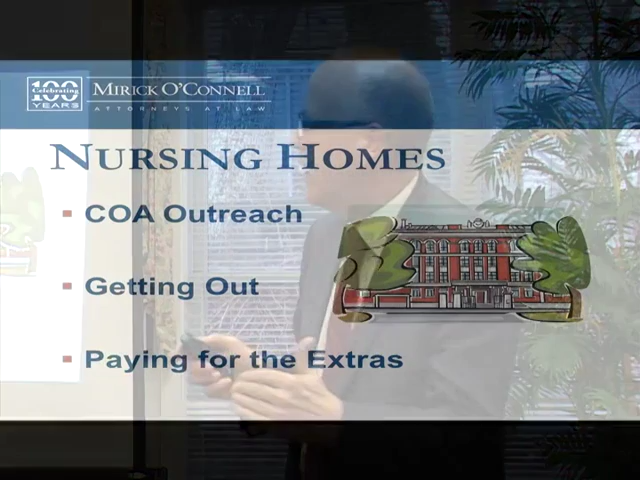 Celebrating
100
YEARS
MIRICK O'CONNELL
ATTORNEYS AT LAW
NURSING HOMES
COA Outreach
Getting Out
Paying for the Extras